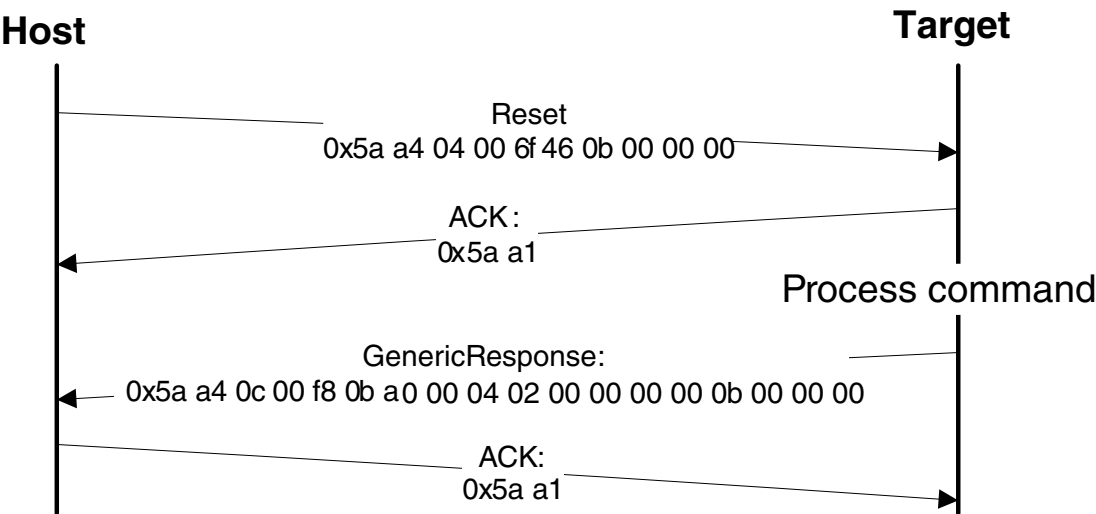 Host
Target
Reset
0x5a a4 04 00 6f 46 0b 00 00 00
ACK:
0x5a a1
Process command
GenericResponse:
0x5a a4 0c 00 f8 0b a0 00 04 02 00 00 00 00 0b 00 00 00
ACK:
0x5a a1